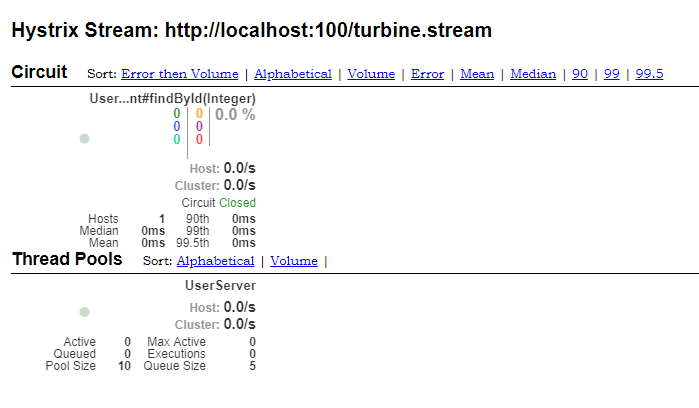 Hystrix Stream: http://localhost:100/turbine.stream
Circuit Sort: Error then Volume | Alphabetical | Volume | Error | Mean | Median | 90 | 99 | 99.5
User...nt#findById(Integer)
0 0 0.0 %
0 0
0 0
Host: 0.0/s
Cluster: 0.0/s
Circuit Closed
Hosts 1 90th 0ms
Median 0ms 99th 0ms
Mean 0ms 99.5th 0ms
Thread Pools Sort: Alphabetical | Volume |
UserServer
Host: 0.0/s
Cluster: 0.0/s
Active 0 Max Active 0
Queued 0 Executions 0
Pool Size 10 Queue Size 5